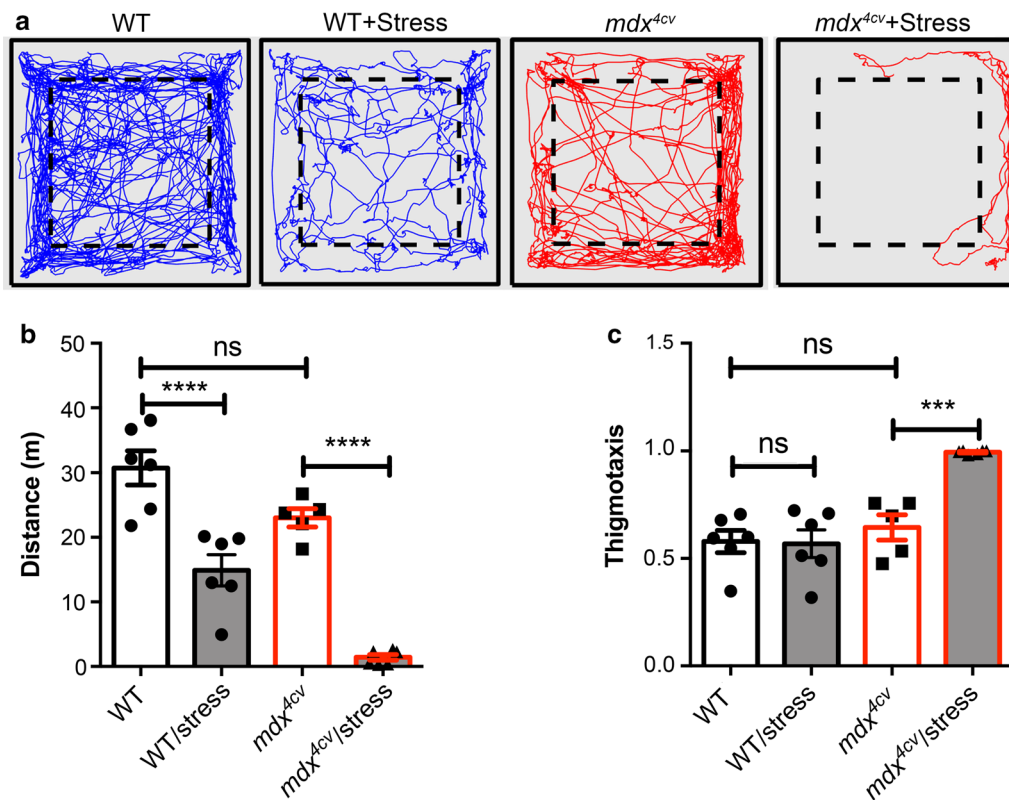 a WT WT+Stress mdx4cv mdx4cv+Stress
b
50
40
30
20
10
0
Distance (m)
ns
****
****
WT
WT/stress
mdx4cv
mdx4cv/stress
c
1.5
1.0
0.5
0.0
Thigmotaxis
ns
ns
***
WT
WT/stress
mdx4cv
mdx4cv/stress